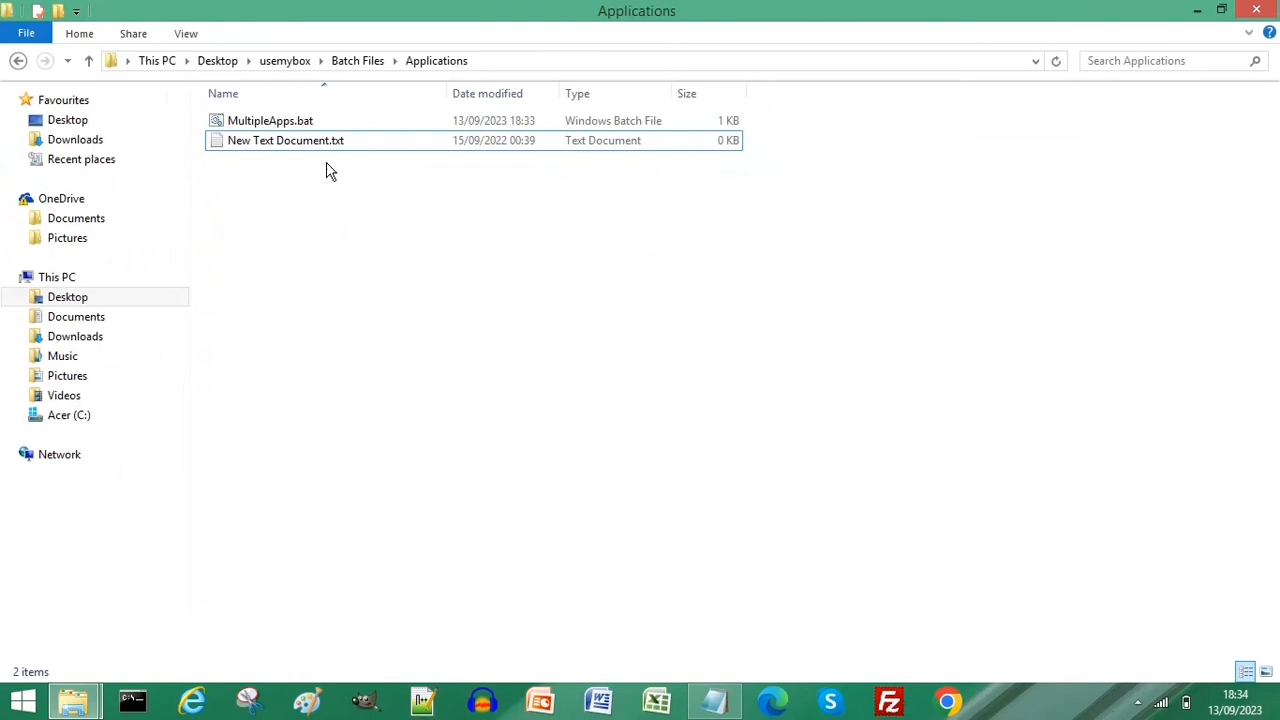 Applications
File Home Share View
This PC Desktop usemybox Batch Files Applications
Search Applications
Name Date modified Type Size
MultipleApps.bat 13/09/2023 18:33 Windows Batch File 1 KB
New Text Document.txt 15/09/2022 00:39 Text Document 0 KB
Favourites
Desktop
Downloads
Recent places
OneDrive
Documents
Pictures
This PC
Desktop
Documents
Downloads
Music
Pictures
Videos
Acer (C:)
Network
2 items
18:34
13/09/2023